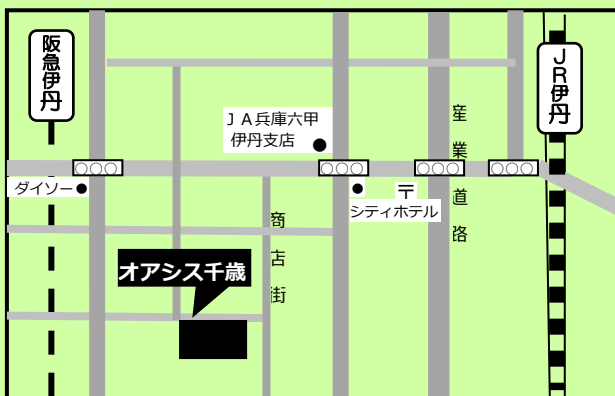 阪急伊丹
JR伊丹
JA兵庫六甲
伊丹支店
産業道路
○○○
○○○
○○○
○○○
ダイソー●
〒
シティホテル
商店街
オアシス千歳